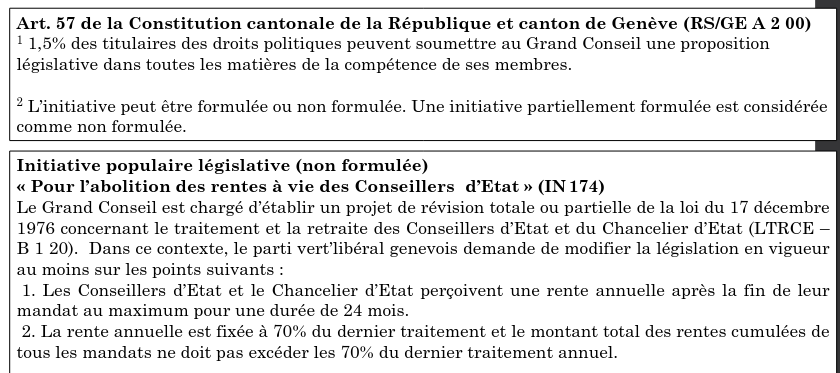 Art. 57 de la Constitution cantonale de la République et canton de Genève (RS/GE A 2 00)
1 1,5% des titulaires des droits politiques peuvent soumettre au Grand Conseil une proposition
législative dans toutes les matières de la compétence de ses membres.
2 L'initiative peut être formulée ou non formulée. Une initiative partiellement formulée est considérée
comme non formulée.
Initiative populaire législative (non formulée)
« Pour l'abolition des rentes à vie des Conseillers d'Etat » (IN 174)
Le Grand Conseil est chargé d'établir un projet de révision totale ou partielle de la loi du 17 décembre
1976 concernant le traitement et la retraite des Conseillers d'Etat et du Chancelier d'Etat (LTRCE –
B 1 20). Dans ce contexte, le parti vert'libéral genevois demande de modifier la législation en vigueur
au moins sur les points suivants :
1. Les Conseillers d'Etat et le Chancelier d'Etat perçoivent une rente annuelle après la fin de leur
mandat au maximum pour une durée de 24 mois.
2. La rente annuelle est fixée à 70% du dernier traitement et le montant total des rentes cumulées de
tous les mandats ne doit pas excéder les 70% du dernier traitement annuel.